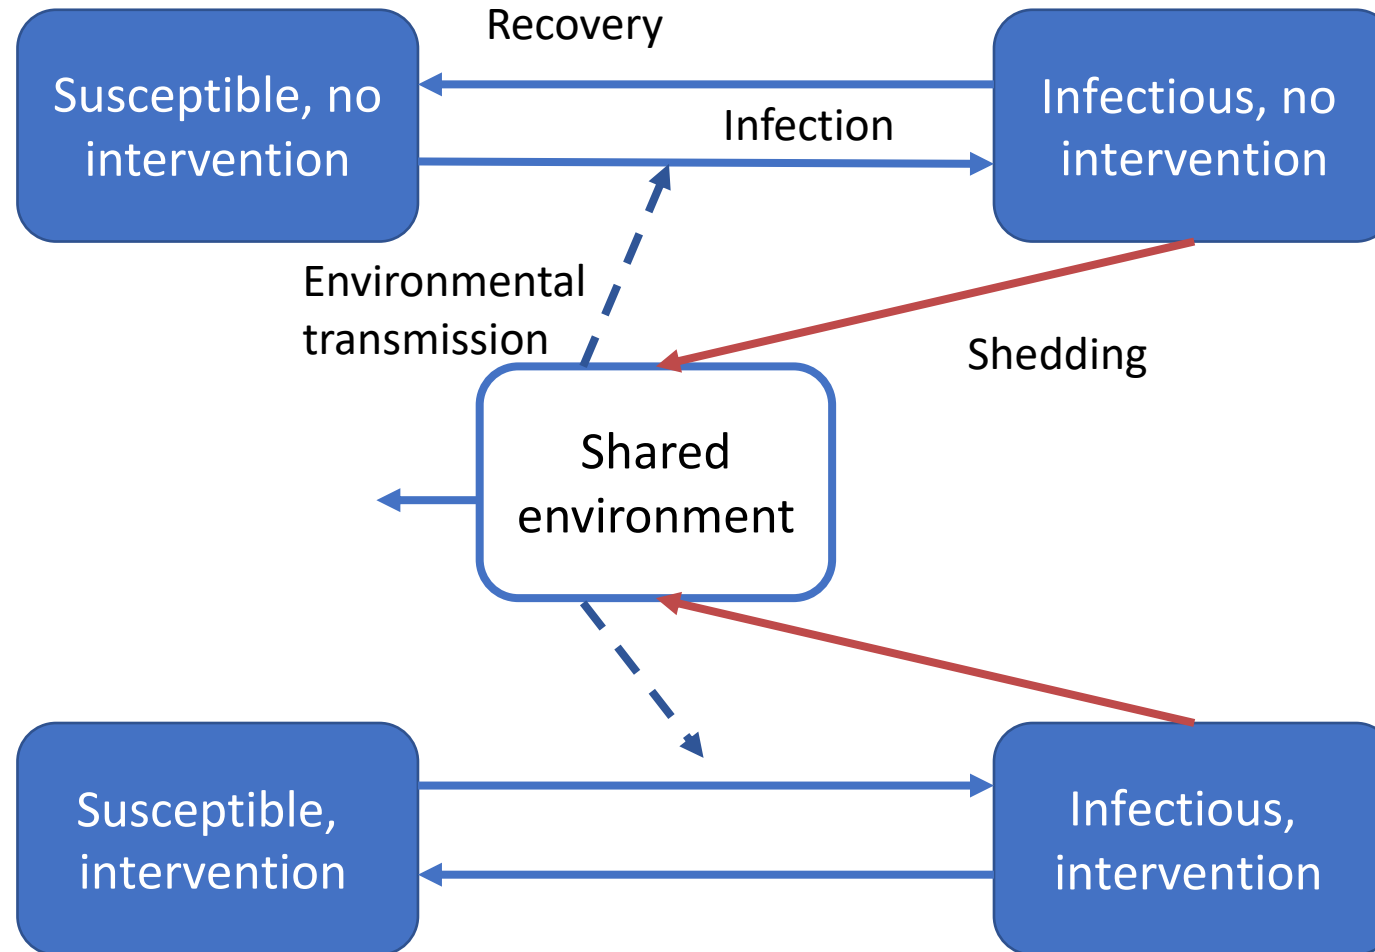 Recovery
Susceptible, no
intervention
Infection
Infectious, no
intervention
Environmental
transmission
Shedding
Shared
environment
Susceptible,
intervention
Infectious,
intervention